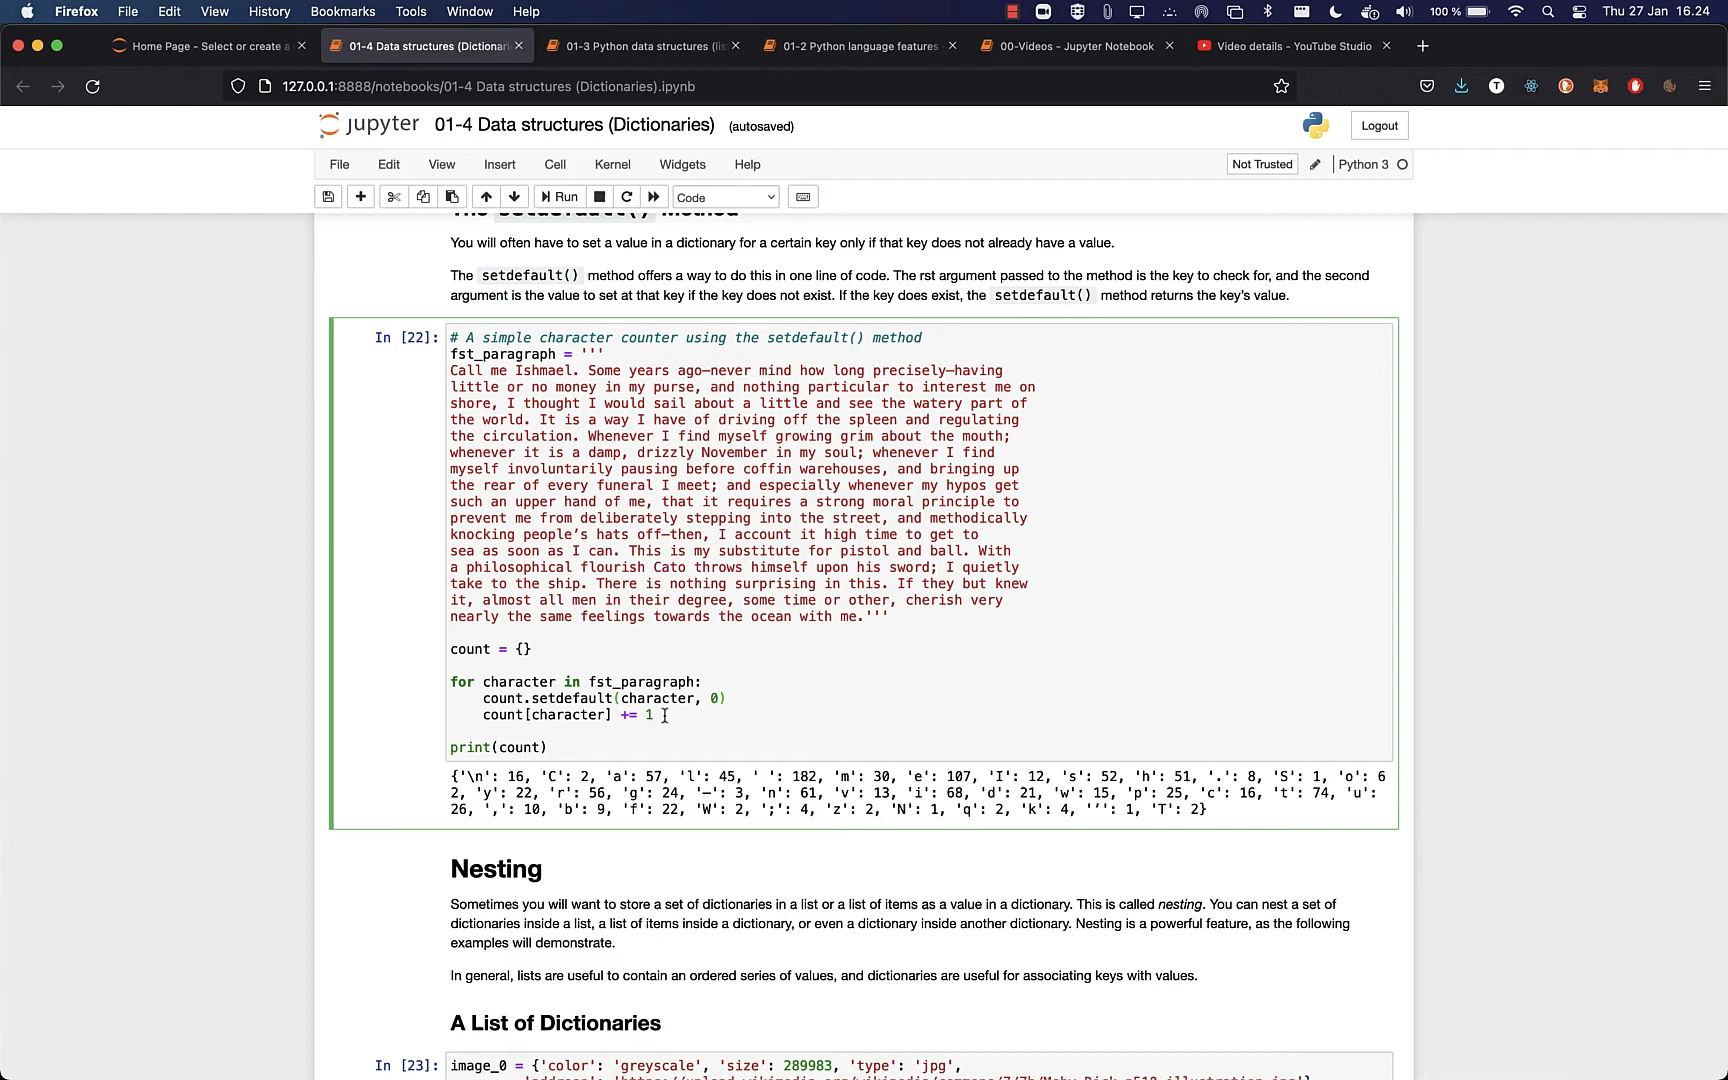 Firefox File Edit View History Bookmarks Tools Window Help 100 % Thu 27 Jan 16.24
Home Page - Select or create a 01-4 Data structures (Dictionari 01-3 Python data structures (lis 01-2 Python language features - 00-Videos - Jupyter Notebook Video details - YouTube Studio
127.0.0.1:8888/notebooks/01-4 Data structures (Dictionaries).ipynb
jupyter 01-4 Data structures (Dictionaries) (autosaved) Logout
File Edit View Insert Cell Kernel Widgets Help Not Trusted Python 3
Run Code
The setdefault() Method
You will often have to set a value in a dictionary for a certain key only if that key does not already have a value.
The setdefault() method offers a way to do this in one line of code. The rst argument passed to the method is the key to check for, and the second
argument is the value to set at that key if the key does not exist. If the key does exist, the setdefault() method returns the key's value.
In [22]: # A simple character counter using the setdefault() method
fst_paragraph = '''
Call me Ishmael. Some years ago—never mind how long precisely—having
little or no money in my purse, and nothing particular to interest me on
shore, I thought I would sail about a little and see the watery part of
the world. It is a way I have of driving off the spleen and regulating
the circulation. Whenever I find myself growing grim about the mouth;
whenever it is a damp, drizzly November in my soul; whenever I find
myself involuntarily pausing before coffin warehouses, and bringing up
the rear of every funeral I meet; and especially whenever my hypos get
such an upper hand of me, that it requires a strong moral principle to
prevent me from deliberately stepping into the street, and methodically
knocking people’s hats off—then, I account it high time to get to
sea as soon as I can. This is my substitute for pistol and ball. With
a philosophical flourish Cato throws himself upon his sword; I quietly
take to the ship. There is nothing surprising in this. If they but knew
it, almost all men in their degree, some time or other, cherish very
nearly the same feelings towards the ocean with me.'''
count = {}
for character in fst_paragraph:
    count.setdefault(character, 0)
    count[character] += 1
print(count)
{'\n': 16, 'C': 2, 'a': 57, 'l': 45, ' ': 182, 'm': 30, 'e': 107, 'I': 12, 's': 52, 'h': 51, '.': 8, 'S': 1, 'o': 6
2, 'y': 22, 'r': 56, 'g': 24, '—': 3, 'n': 61, 'v': 13, 'i': 68, 'd': 21, 'w': 15, 'p': 25, 'c': 16, 't': 74, 'u':
26, ',': 10, 'b': 9, 'f': 22, 'W': 2, ';': 4, 'z': 2, 'N': 1, 'q': 2, 'k': 4, '’': 1, 'T': 2}
Nesting
Sometimes you will want to store a set of dictionaries in a list or a list of items as a value in a dictionary. This is called nesting. You can nest a set of
dictionaries inside a list, a list of items inside a dictionary, or even a dictionary inside another dictionary. Nesting is a powerful feature, as the following
examples will demonstrate.
In general, lists are useful to contain an ordered series of values, and dictionaries are useful for associating keys with values.
A List of Dictionaries
In [23]: image_0 = {'color': 'greyscale', 'size': 289983, 'type': 'jpg',